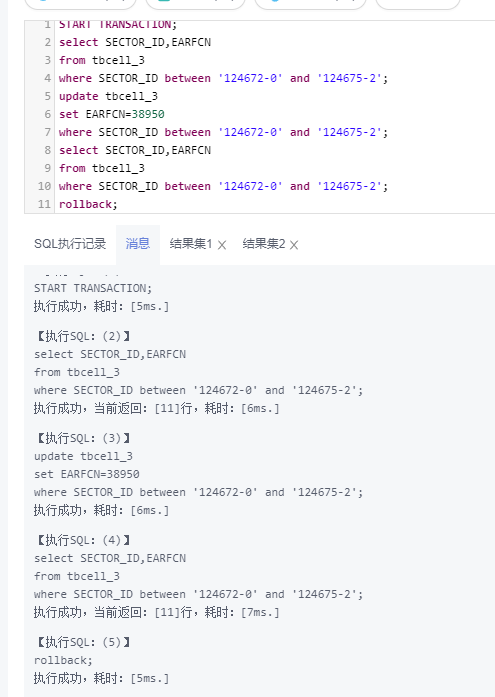 1 START TRANSACTION;
2 select SECTOR_ID,EARFCN
3 from tbcell_3
4 where SECTOR_ID between '124672-0' and '124675-2';
5 update tbcell_3
6 set EARFCN=38950
7 where SECTOR_ID between '124672-0' and '124675-2';
8 select SECTOR_ID,EARFCN
9 from tbcell_3
10 where SECTOR_ID between '124672-0' and '124675-2';
11 rollback;
SQL执行记录 消息 结果集1 × 结果集2 ×
START TRANSACTION;
执行成功，耗时：[5ms.]
【执行SQL：(2)】
select SECTOR_ID,EARFCN
from tbcell_3
where SECTOR_ID between '124672-0' and '124675-2';
执行成功，当前返回：[11]行，耗时：[6ms.]
【执行SQL：(3)】
update tbcell_3
set EARFCN=38950
where SECTOR_ID between '124672-0' and '124675-2';
执行成功，耗时：[6ms.]
【执行SQL：(4)】
select SECTOR_ID,EARFCN
from tbcell_3
where SECTOR_ID between '124672-0' and '124675-2';
执行成功，当前返回：[11]行，耗时：[7ms.]
【执行SQL：(5)】
rollback;
执行成功，耗时：[5ms.]